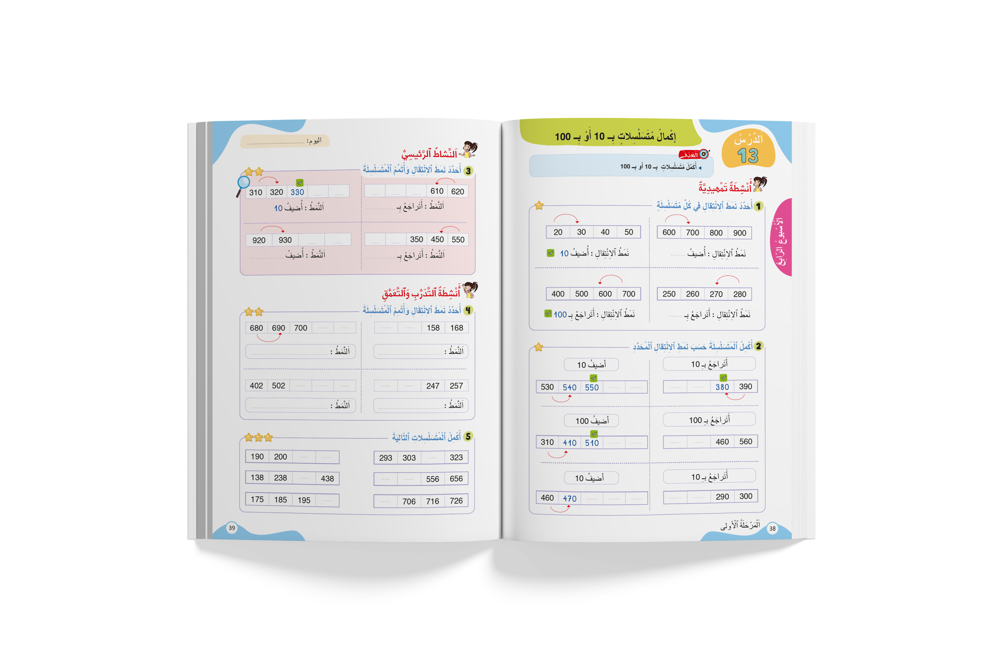 اَلدَّرْسُ
13
إِكْمالُ مُتَسَلْسِلاتٍ بِـ 10 أَوْ بِـ 100
اَلْهَدَفُ
أُكَمِّلُ مُتَسَلْسِلاتٍ بِـ 10 أو بِـ 100
اَلْأُسْبوعُ الرّابِعُ
أَنْشِطَةٌ تَمْهيدِيَّةٌ
1 أُحَدِّدُ نَمَطَ ٱلِانْتِقالِ في كُلِّ مُتَسَلْسِلَةٍ
600 700 800 900
نَمَطُ ٱلِانْتِقالِ : أُضيفُ ........
20 30 40 50
نَمَطُ ٱلِانْتِقالِ : أُضيفُ 10
250 260 270 280
نَمَطُ ٱلِانْتِقالِ : أَتَراجَعُ بِـ ........
400 500 600 700
نَمَطُ ٱلِانْتِقالِ : أَتَراجَعُ بِـ 100
2 أُكْمِلُ ٱلْمُتَسَلْسِلَةَ حَسَبَ نَمَطِ ٱلِانْتِقالِ ٱلْمُحَدَّدِ
أَتَراجَعُ بِـ 10
...... ...... 380 390
أُضيفُ 10
530 540 550 ...... ......
أَتَراجَعُ بِـ 100
...... ...... 460 560
أُضيفُ 100
310 410 510 ...... ......
أَتَراجَعُ بِـ 10
...... ...... 290 300
أُضيفُ 10
460 470 ...... ...... ......
اَلْمَرْحَلَةُ ٱلْأولى
38
اليوم: ........................
اَلنَّشاطُ ٱلرَّئيسِيُّ
3 أُحَدِّدُ نَمَطَ ٱلِانْتِقالِ وَأُتَمِّمُ ٱلْمُتَسَلْسِلَةَ
...... ...... ...... 610 620
اَلنَّمَطُ : أَتَراجَعُ بِـ ................
310 320 330 ...... ......
اَلنَّمَطُ : أُضيفُ 10
...... ...... 350 450 550
اَلنَّمَطُ : أَتَراجَعُ بِـ ................
920 930 ...... ......
اَلنَّمَطُ : أُضيفُ ................
أَنْشِطَةُ ٱلتَّدَرُّبِ وَٱلتَّعَمُّقِ
4 أُحَدِّدُ نَمَطَ ٱلِانْتِقالِ وَأُتْمِمُ ٱلْمُتَسَلْسِلَةَ
...... ...... 158 168
اَلنَّمَطُ : ........................
680 690 700 ...... ......
اَلنَّمَطُ : ........................
...... ...... 247 257
اَلنَّمَطُ : ........................
402 502 ...... ...... ......
اَلنَّمَطُ : ........................
5 أُكْمِلُ ٱلْمُتَسَلْسِلاتِ ٱلتّالِيَةَ
293 303 ...... 323
190 200 ...... ......
...... ...... 556 656
138 238 ...... 438
...... 706 716 726
175 185 195 ......
39